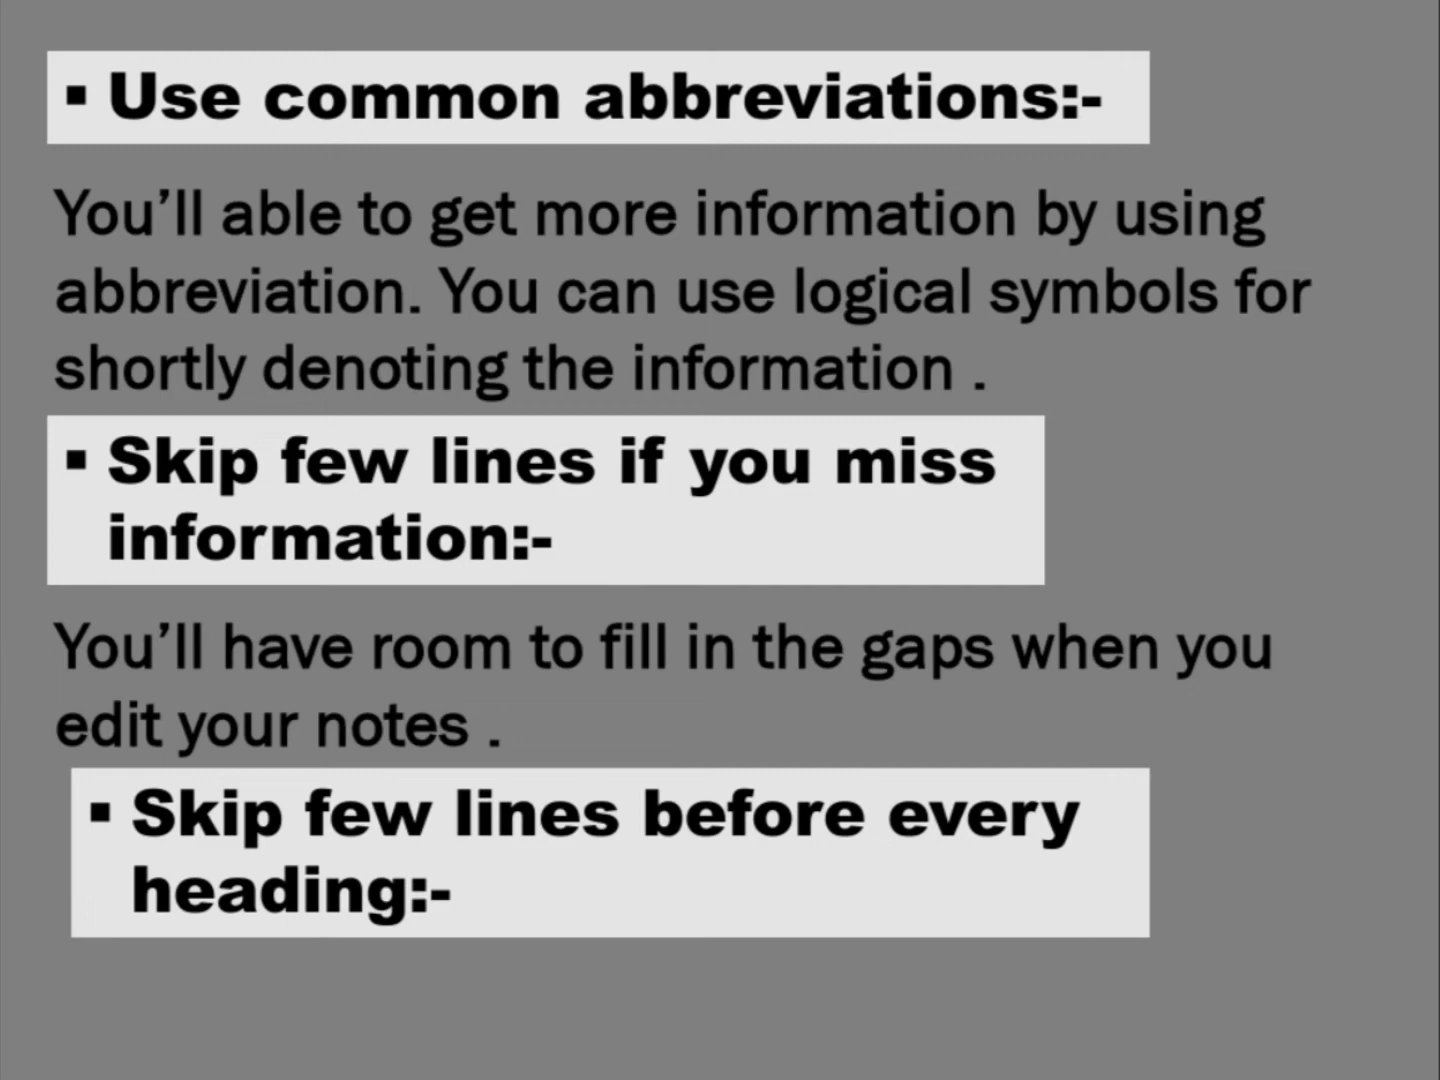 ▪ Use common abbreviations:-
You’ll able to get more information by using
abbreviation. You can use logical symbols for
shortly denoting the information .
▪ Skip few lines if you miss
information:-
You’ll have room to fill in the gaps when you
edit your notes .
▪ Skip few lines before every
heading:-